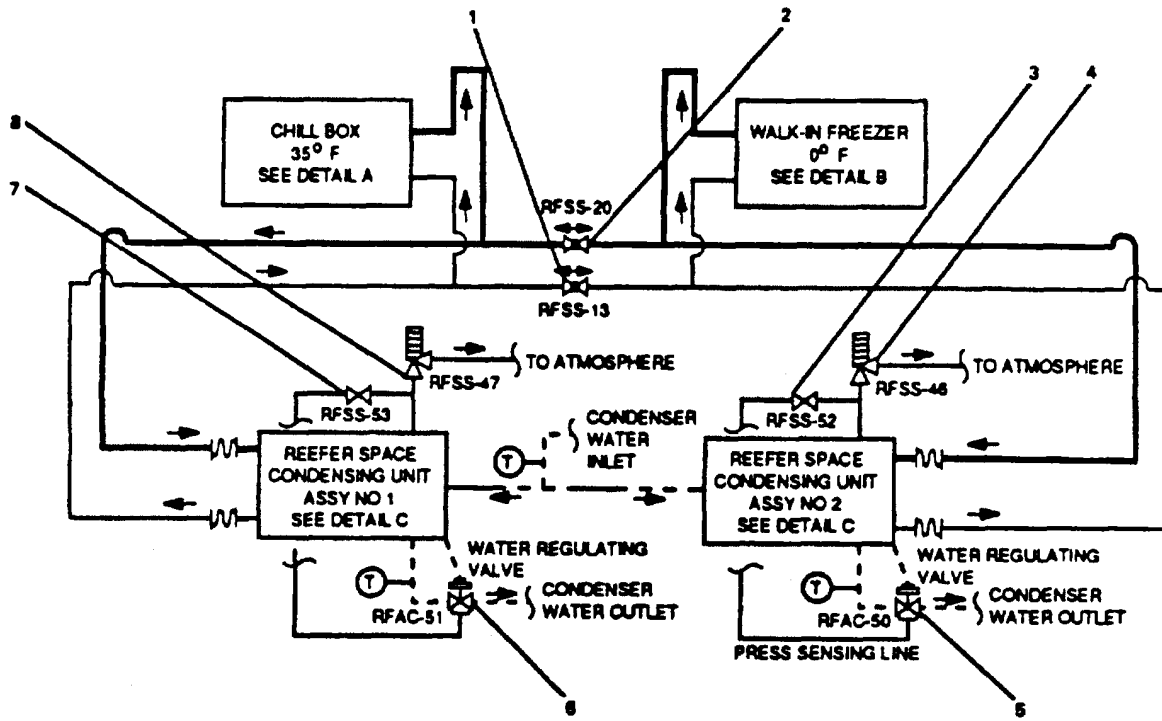 1
2
3
4
8
7
CHILL BOX
35° F
SEE DETAIL A
WALK-IN FREEZER
0° F
SEE DETAIL B
RFSS-20
RFSS-13
TO ATMOSPHERE
RFSS-47
TO ATMOSPHERE
RFSS-46
RFSS-53
RFSS-52
CONDENSER
WATER
INLET
T
REEFER SPACE
CONDENSING UNIT
ASSY NO 1
SEE DETAIL C
REEFER SPACE
CONDENSING UNIT
ASSY NO 2
SEE DETAIL C
WATER REGULATING
VALVE
T
CONDENSER
WATER OUTLET
RFAC-51
WATER REGULATING
VALVE
T
CONDENSER
WATER OUTLET
RFAC-50
PRESS SENSING LINE
6
5